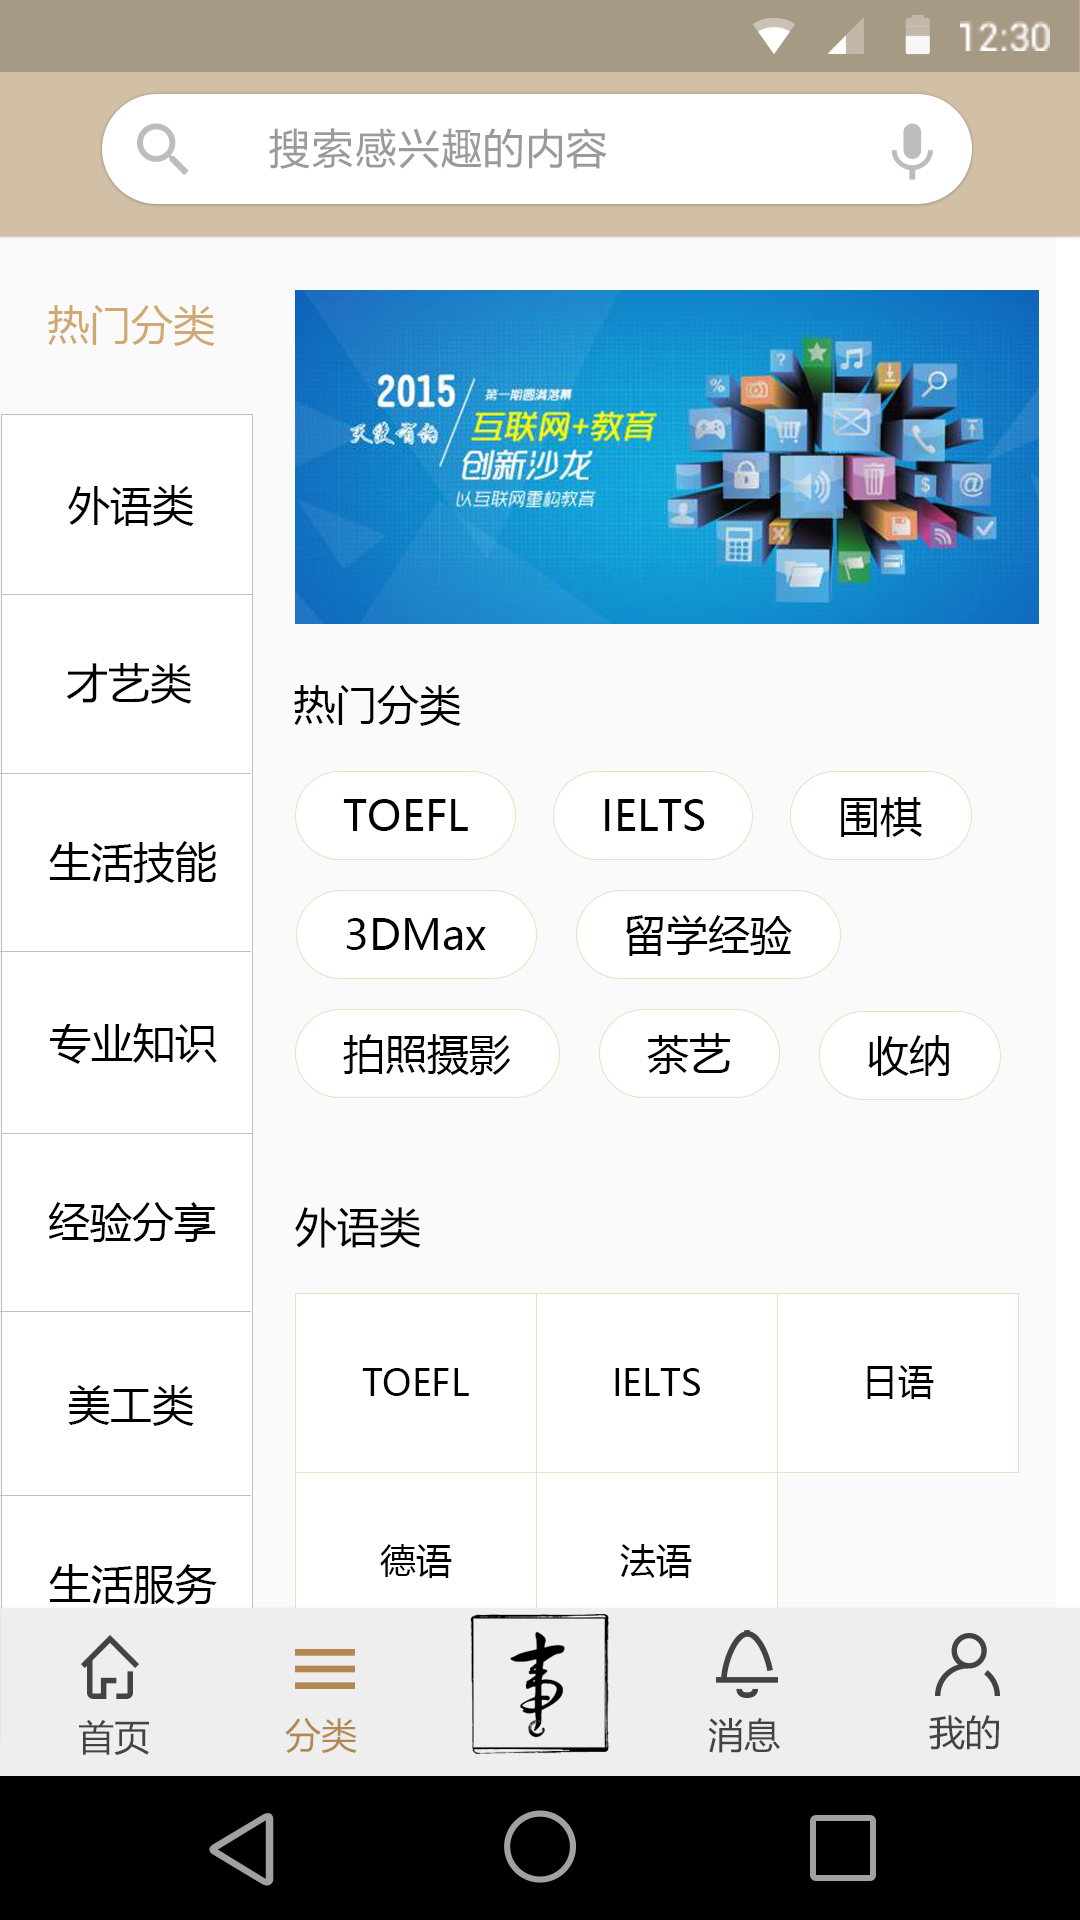 12:30
搜索感兴趣的内容
热门分类
外语类
才艺类
生活技能
专业知识
经验分享
美工类
生活服务
2015
第一期圆满落幕
互联网+教育
创新沙龙
以互联网重构教育
热门分类
TOEFL
IELTS
围棋
3DMax
留学经验
拍照摄影
茶艺
收纳
外语类
TOEFL
IELTS
日语
德语
法语
首页
分类
消息
我的